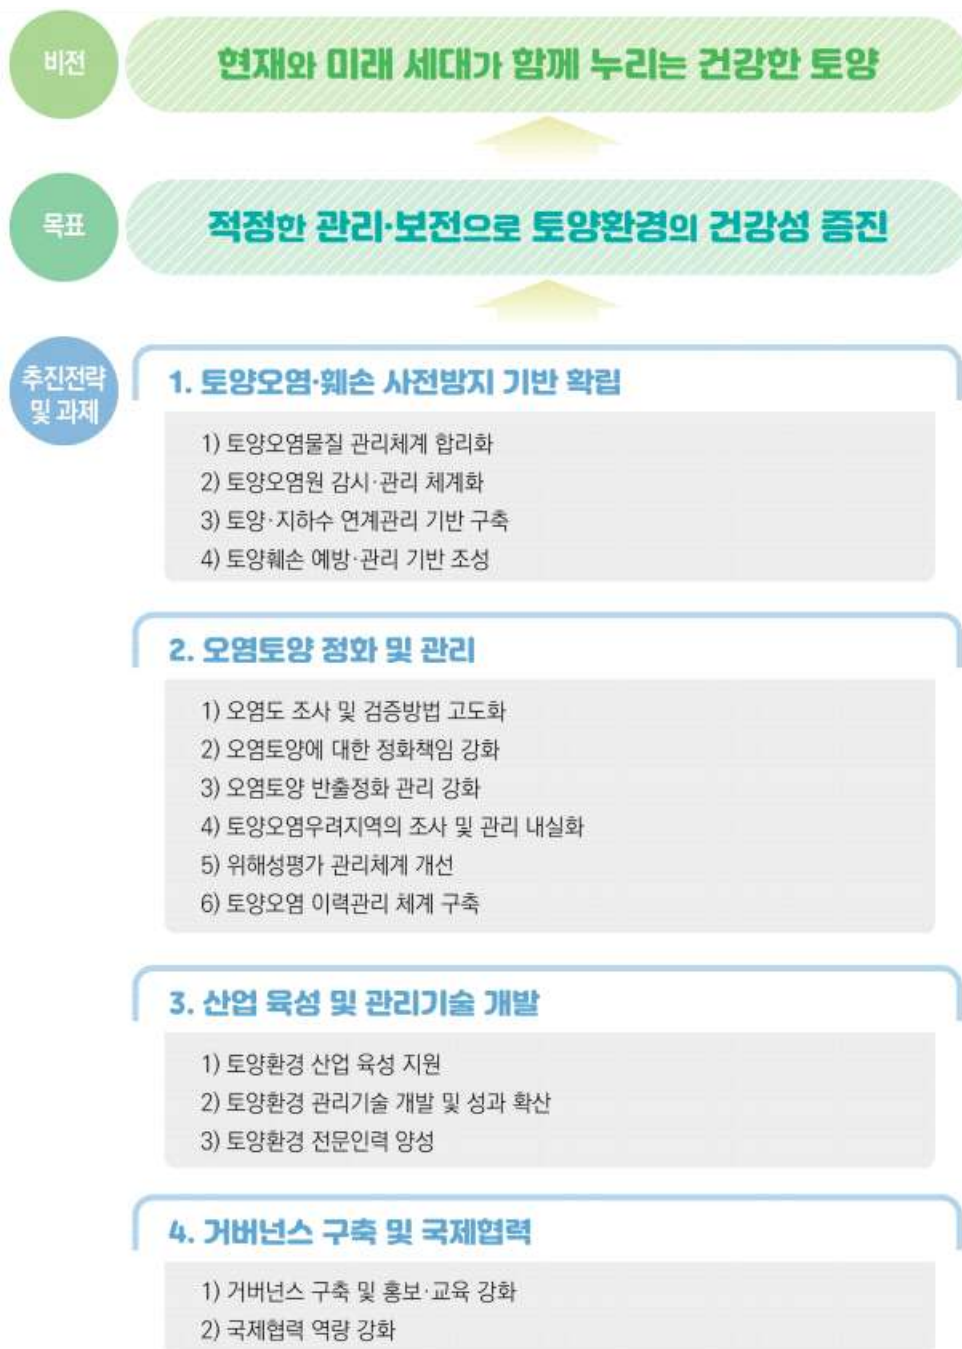 비전
현재와 미래 세대가 함께 누리는 건강한 토양
목표
적정한 관리·보전으로 토양환경의 건강성 증진
추진전략
및 과제
1. 토양오염·훼손 사전방지 기반 확립
1) 토양오염물질 관리체계 합리화
2) 토양오염원 감시·관리 체계화
3) 토양·지하수 연계관리 기반 구축
4) 토양훼손 예방·관리 기반 조성
2. 오염토양 정화 및 관리
1) 오염도 조사 및 검증방법 고도화
2) 오염토양에 대한 정화책임 강화
3) 오염토양 반출정화 관리 강화
4) 토양오염우려지역의 조사 및 관리 내실화
5) 위해성평가 관리체계 개선
6) 토양오염 이력관리 체계 구축
3. 산업 육성 및 관리기술 개발
1) 토양환경 산업 육성 지원
2) 토양환경 관리기술 개발 및 성과 확산
3) 토양환경 전문인력 양성
4. 거버넌스 구축 및 국제협력
1) 거버넌스 구축 및 홍보·교육 강화
2) 국제협력 역량 강화